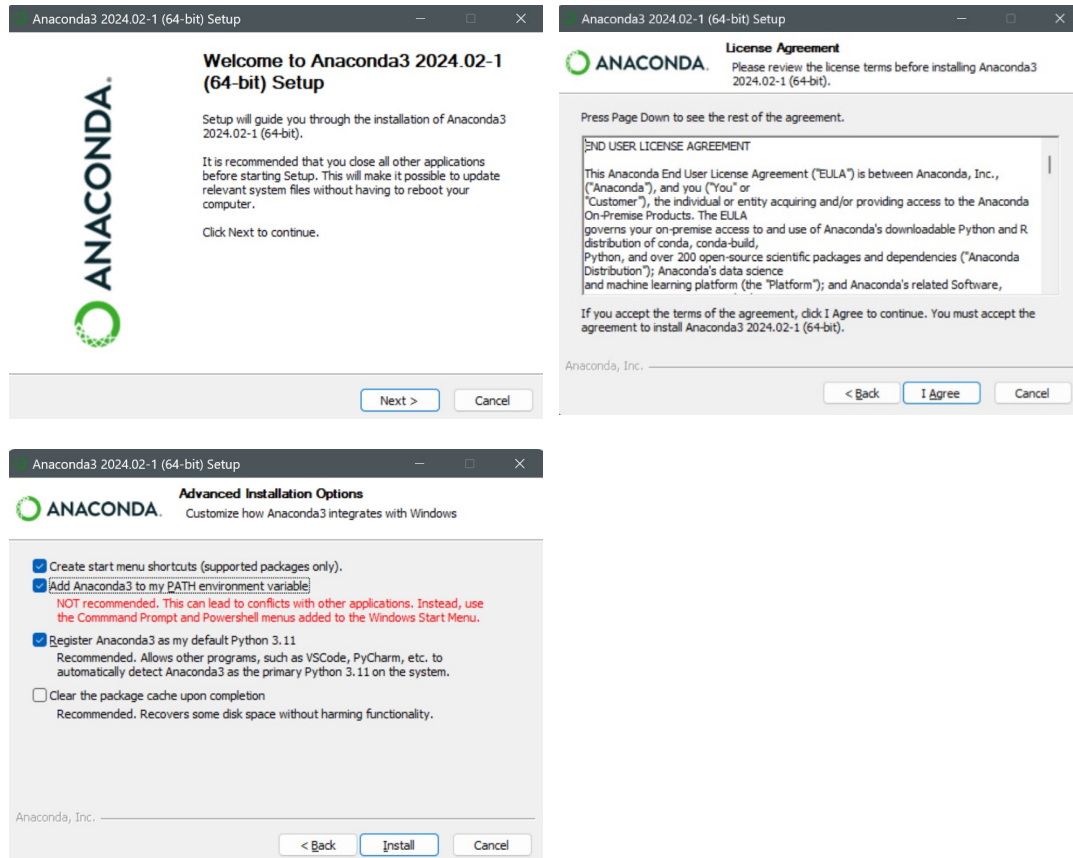 Anaconda3 2024.02-1 (64-bit) Setup
ANACONDA.
Welcome to Anaconda3 2024.02-1
(64-bit) Setup
Setup will guide you through the installation of Anaconda3
2024.02-1 (64-bit).
It is recommended that you close all other applications
before starting Setup. This will make it possible to update
relevant system files without having to reboot your
computer.
Click Next to continue.
Next >
Cancel
Anaconda3 2024.02-1 (64-bit) Setup
ANACONDA.
License Agreement
Please review the license terms before installing Anaconda3
2024.02-1 (64-bit).
Press Page Down to see the rest of the agreement.
END USER LICENSE AGREEMENT
This Anaconda End User License Agreement ("EULA") is between Anaconda, Inc.,
("Anaconda"), and you ("You" or
"Customer"), the individual or entity acquiring and/or providing access to the Anaconda
On-Premise Products. The EULA
governs your on-premise access to and use of Anaconda's downloadable Python and R
distribution of conda, conda-build,
Python, and over 200 open-source scientific packages and dependencies ("Anaconda
Distribution"); Anaconda's data science
and machine learning platform (the "Platform"); and Anaconda's related Software,
If you accept the terms of the agreement, click I Agree to continue. You must accept the
agreement to install Anaconda3 2024.02-1 (64-bit).
Anaconda, Inc.
< Back
I Agree
Cancel
Anaconda3 2024.02-1 (64-bit) Setup
ANACONDA.
Advanced Installation Options
Customize how Anaconda3 integrates with Windows
Create start menu shortcuts (supported packages only).
Add Anaconda3 to my PATH environment variable
NOT recommended. This can lead to conflicts with other applications. Instead, use
the Commmand Prompt and Powershell menus added to the Windows Start Menu.
Register Anaconda3 as my default Python 3.11
Recommended. Allows other programs, such as VSCode, PyCharm, etc. to
automatically detect Anaconda3 as the primary Python 3.11 on the system.
Clear the package cache upon completion
Recommended. Recovers some disk space without harming functionality.
Anaconda, Inc.
< Back
Install
Cancel